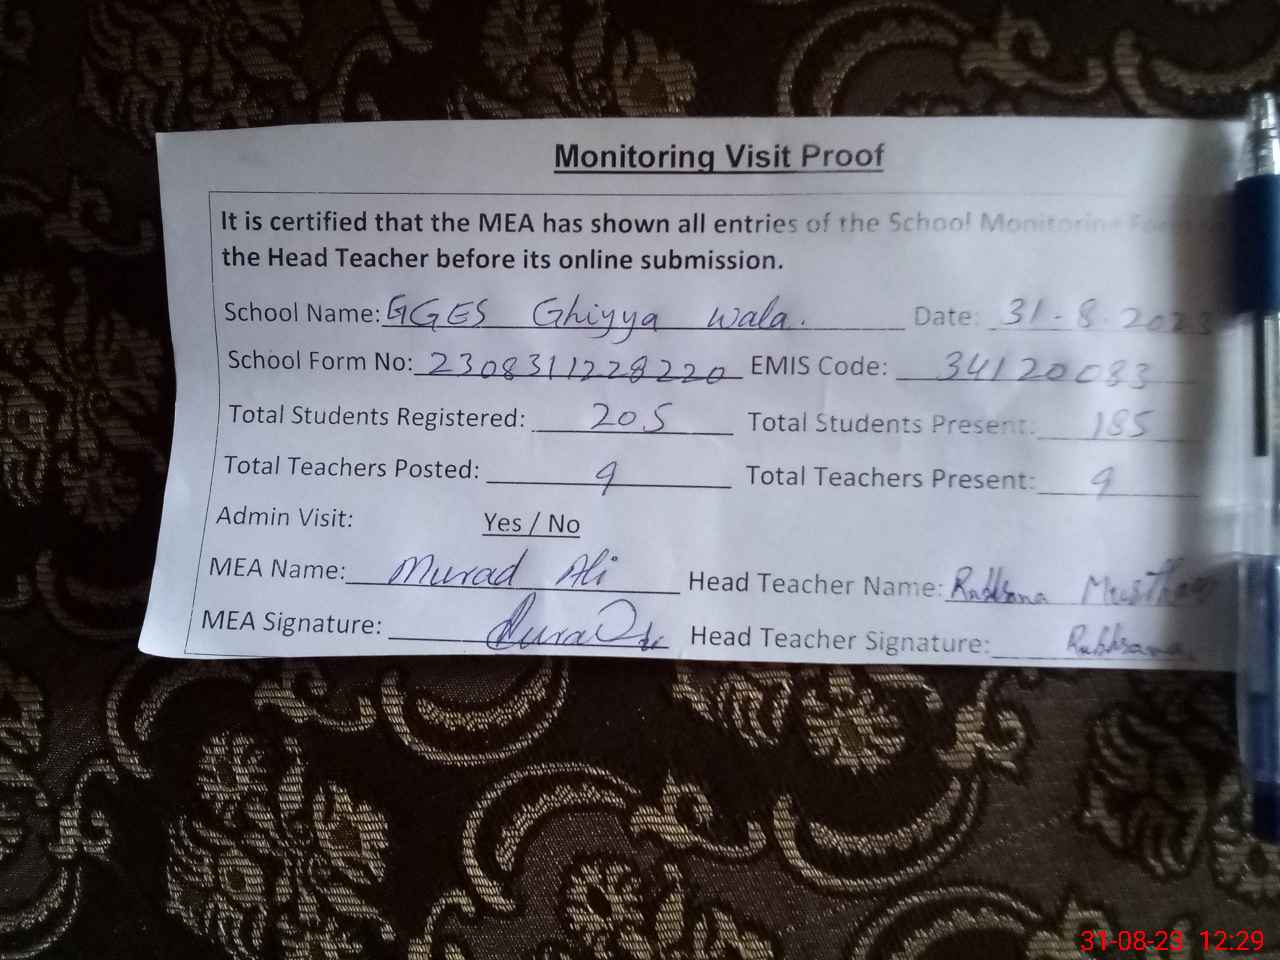 Monitoring Visit Proof
It is certified that the MEA has shown all entries of the School Monitoring
the Head Teacher before its online submission.
School Name: GGES Ghiyya Wala. Date: 31-8-2023
School Form No: 2308311228220 EMIS Code: 34120083
Total Students Registered: 205 Total Students Present: 185
Total Teachers Posted: 9 Total Teachers Present: 9
Admin Visit: Yes / No
MEA Name: Murad Ali Head Teacher Name:
MEA Signature: Head Teacher Signature:
31-08-23 12:29